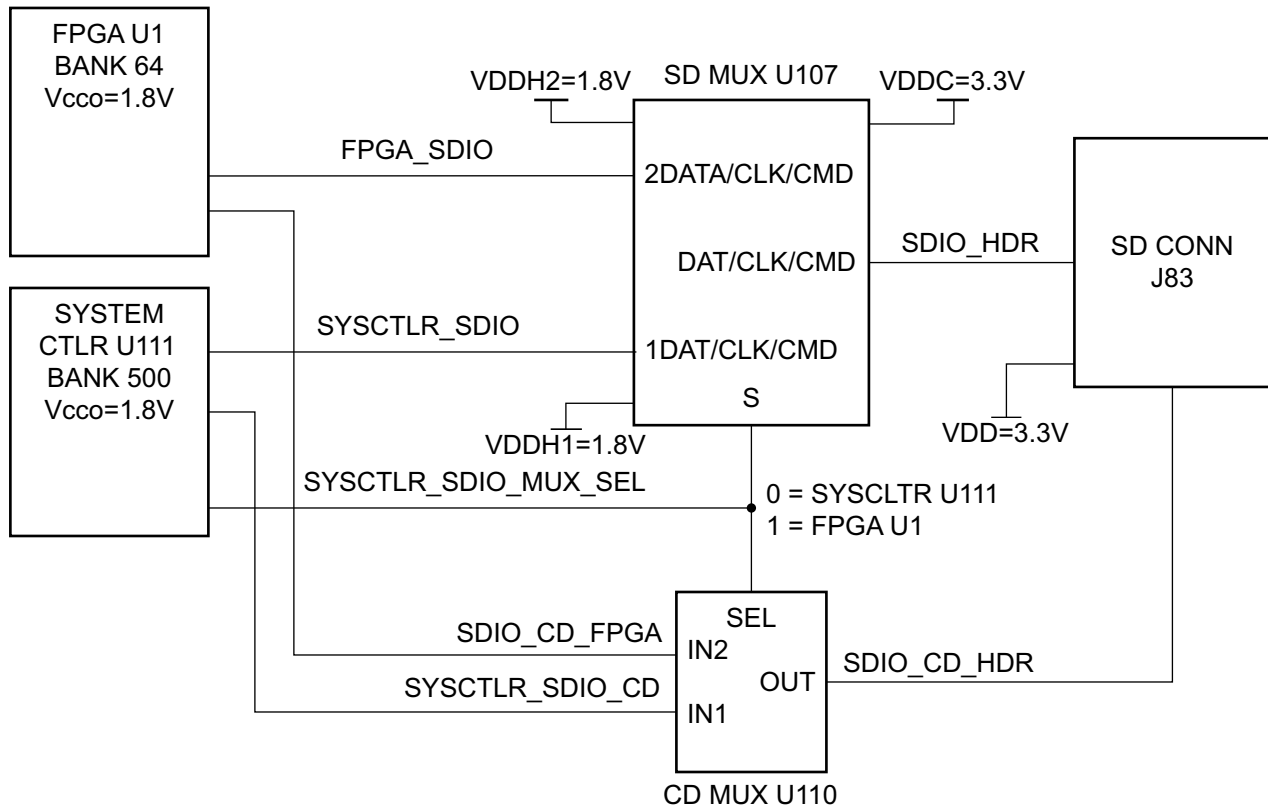 FPGA U1
BANK 64
Vcco=1.8V
SD MUX U107
VDDH2=1.8V
VDDC=3.3V
FPGA_SDIO
2DATA/CLK/CMD
SDIO_HDR
DAT/CLK/CMD
SD CONN
J83
SYSTEM
CTLR U111
BANK 500
Vcco=1.8V
SYSCTLR_SDIO
1DAT/CLK/CMD
S
VDDH1=1.8V
VDD=3.3V
SYSCTLR_SDIO_MUX_SEL
0 = SYSCLTR U111
1 = FPGA U1
SEL
SDIO_CD_FPGA
IN2
OUT
SDIO_CD_HDR
SYSCTLR_SDIO_CD
IN1
CD MUX U110